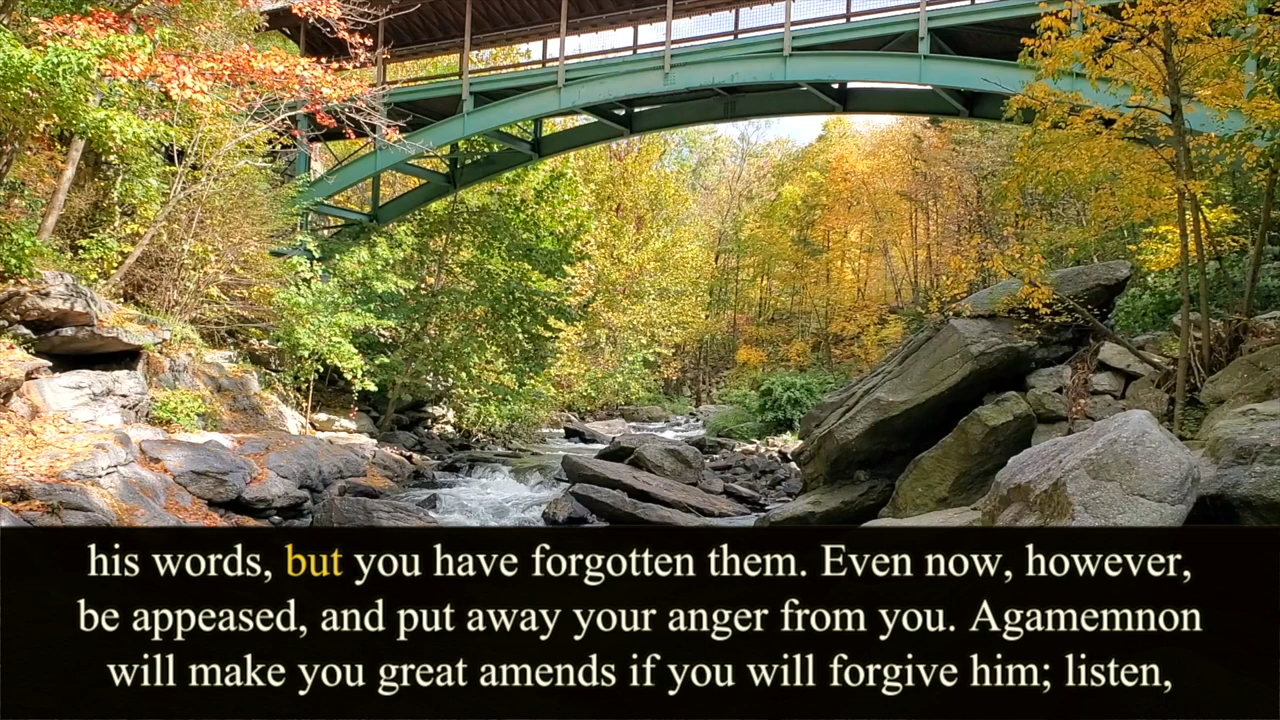 his words, but you have forgotten them. Even now, however,
be appeased, and put away your anger from you. Agamemnon
will make you great amends if you will forgive him; listen,